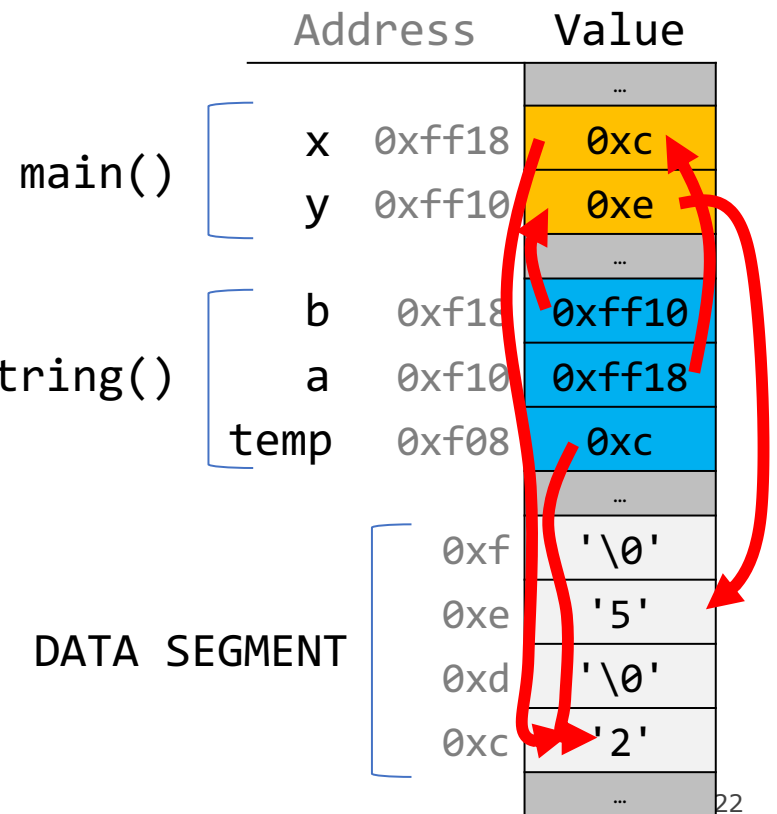 Address Value
…
x 0xff18 0xc
main()
y 0xff10 0xe
…
b 0xf18 0xff10
tring() a 0xf10 0xff18
temp 0xf08 0xc
…
0xf '\0'
0xe '5'
DATA SEGMENT
0xd '\0'
0xc '2'
… 22